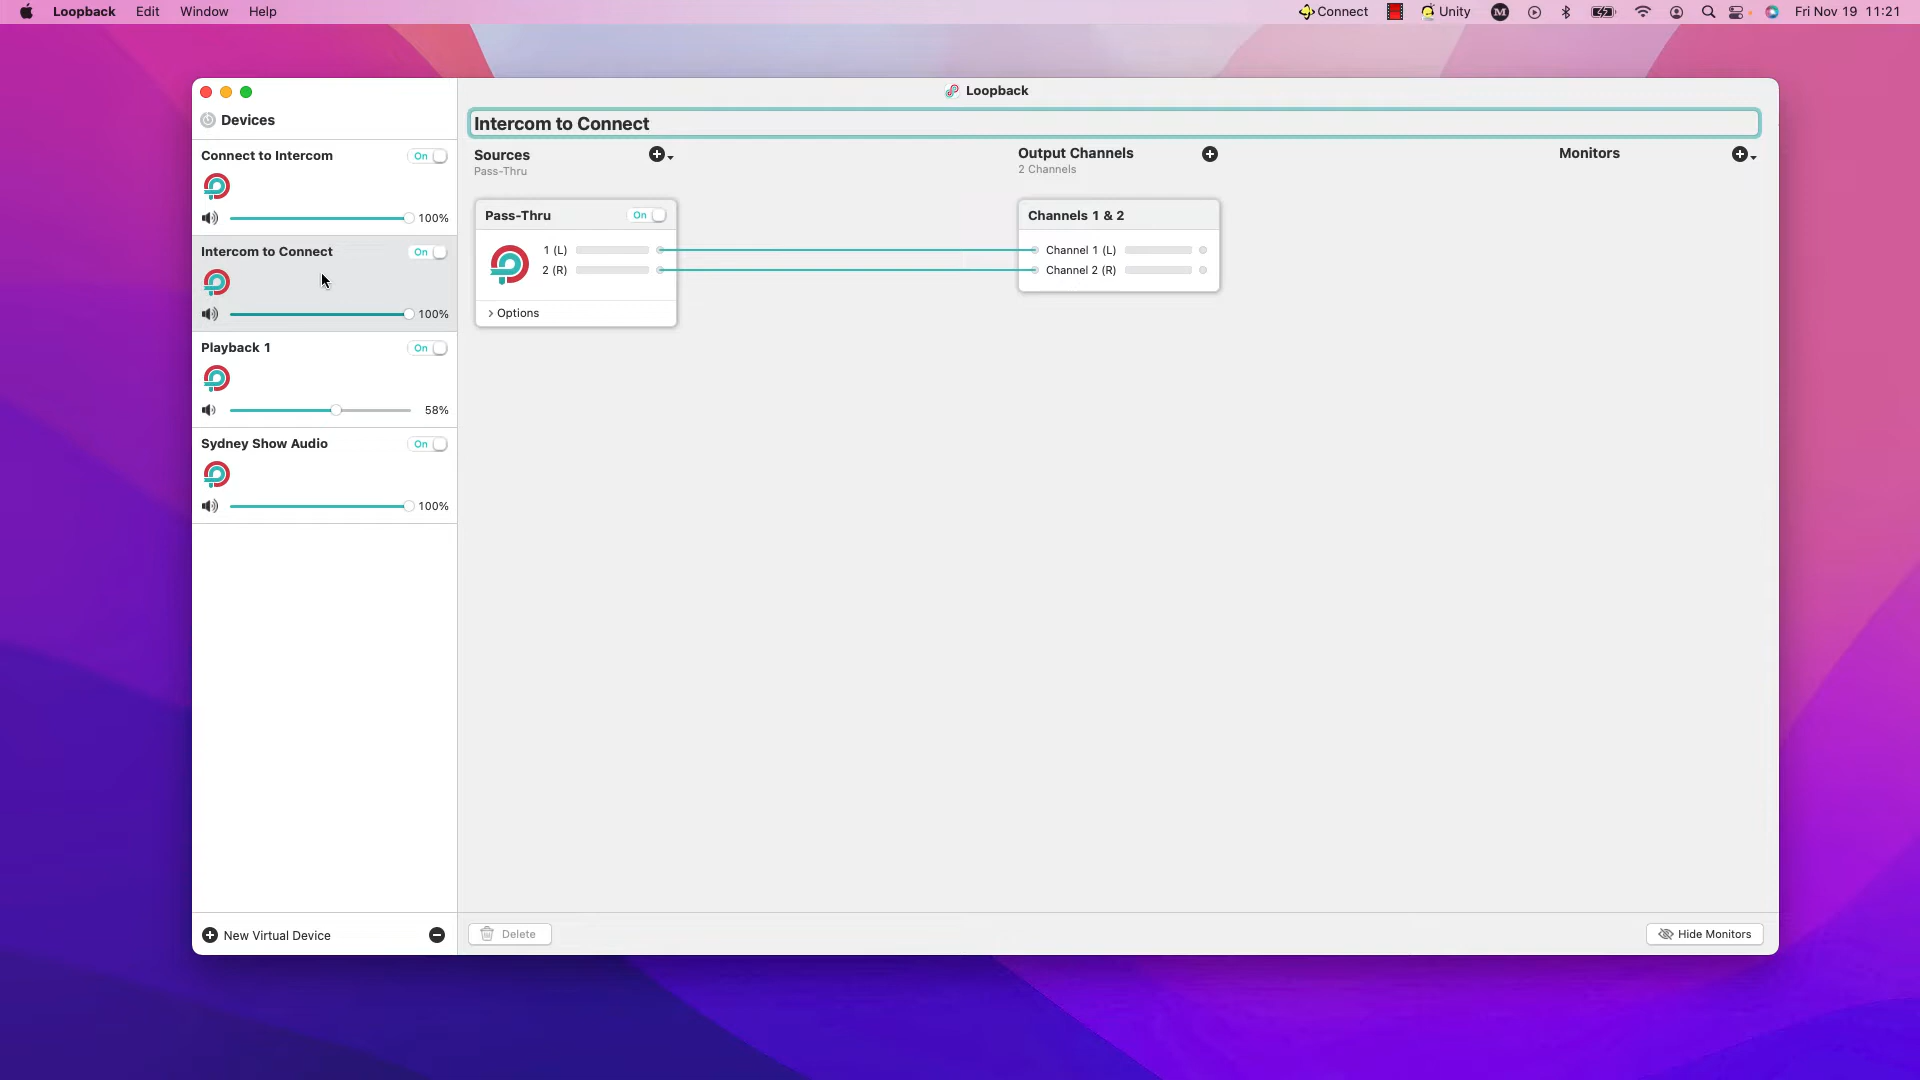 Loopback Edit Window Help
Connect Unity Fri Nov 19 11:21
Loopback
Devices
Connect to Intercom On
100%
Intercom to Connect On
100%
Playback 1 On
58%
Sydney Show Audio On
100%
New Virtual Device
Intercom to Connect
Sources
Pass-Thru
Output Channels
2 Channels
Monitors
Pass-Thru On
1 (L)
2 (R)
Options
Channels 1 & 2
Channel 1 (L)
Channel 2 (R)
Delete
Hide Monitors